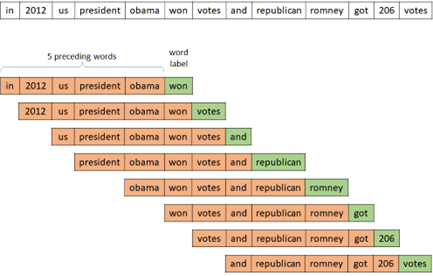 in 2012 us president obama won votes and republican romney got 206 votes
5 preceding words
word
label
in 2012 us president obama won
2012 us president obama won votes
us president obama won votes and
president obama won votes and republican
obama won votes and republican romney
won votes and republican romney got
votes and republican romney got 206
and republican romney got 206 votes